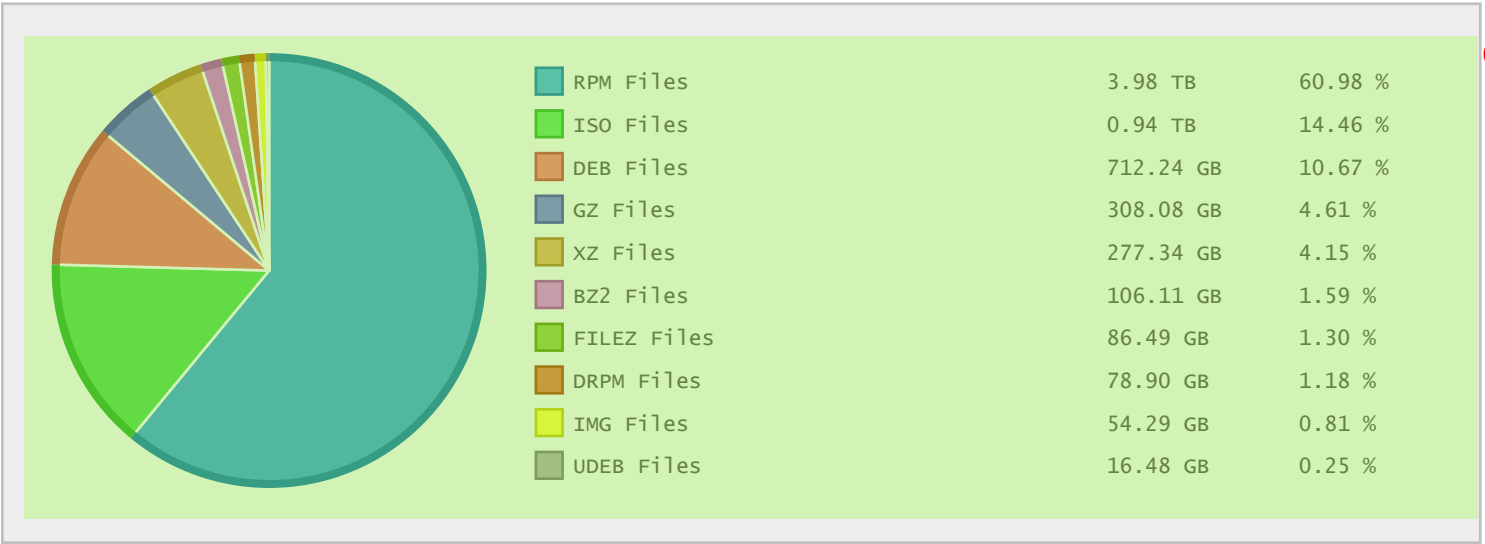 RPM Files 3.98 TB 60.98 %
ISO Files 0.94 TB 14.46 %
DEB Files 712.24 GB 10.67 %
GZ Files 308.08 GB 4.61 %
XZ Files 277.34 GB 4.15 %
BZ2 Files 106.11 GB 1.59 %
FILEZ Files 86.49 GB 1.30 %
DRPM Files 78.90 GB 1.18 %
IMG Files 54.29 GB 0.81 %
UDEB Files 16.48 GB 0.25 %